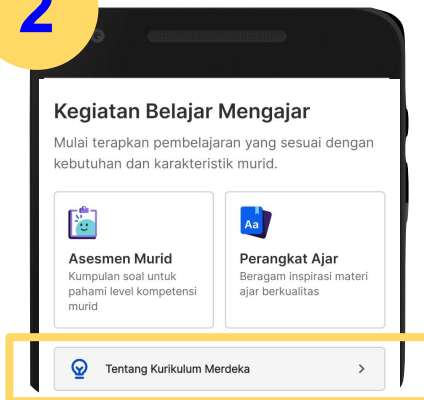 2
Kegiatan Belajar Mengajar
Mulai terapkan pembelajaran yang sesuai dengan
kebutuhan dan karakteristik murid.
Asesmen Murid
Kumpulan soal untuk
pahami level kompetensi
murid
Aa
Perangkat Ajar
Beragam inspirasi materi
ajar berkualitas
Tentang Kurikulum Merdeka